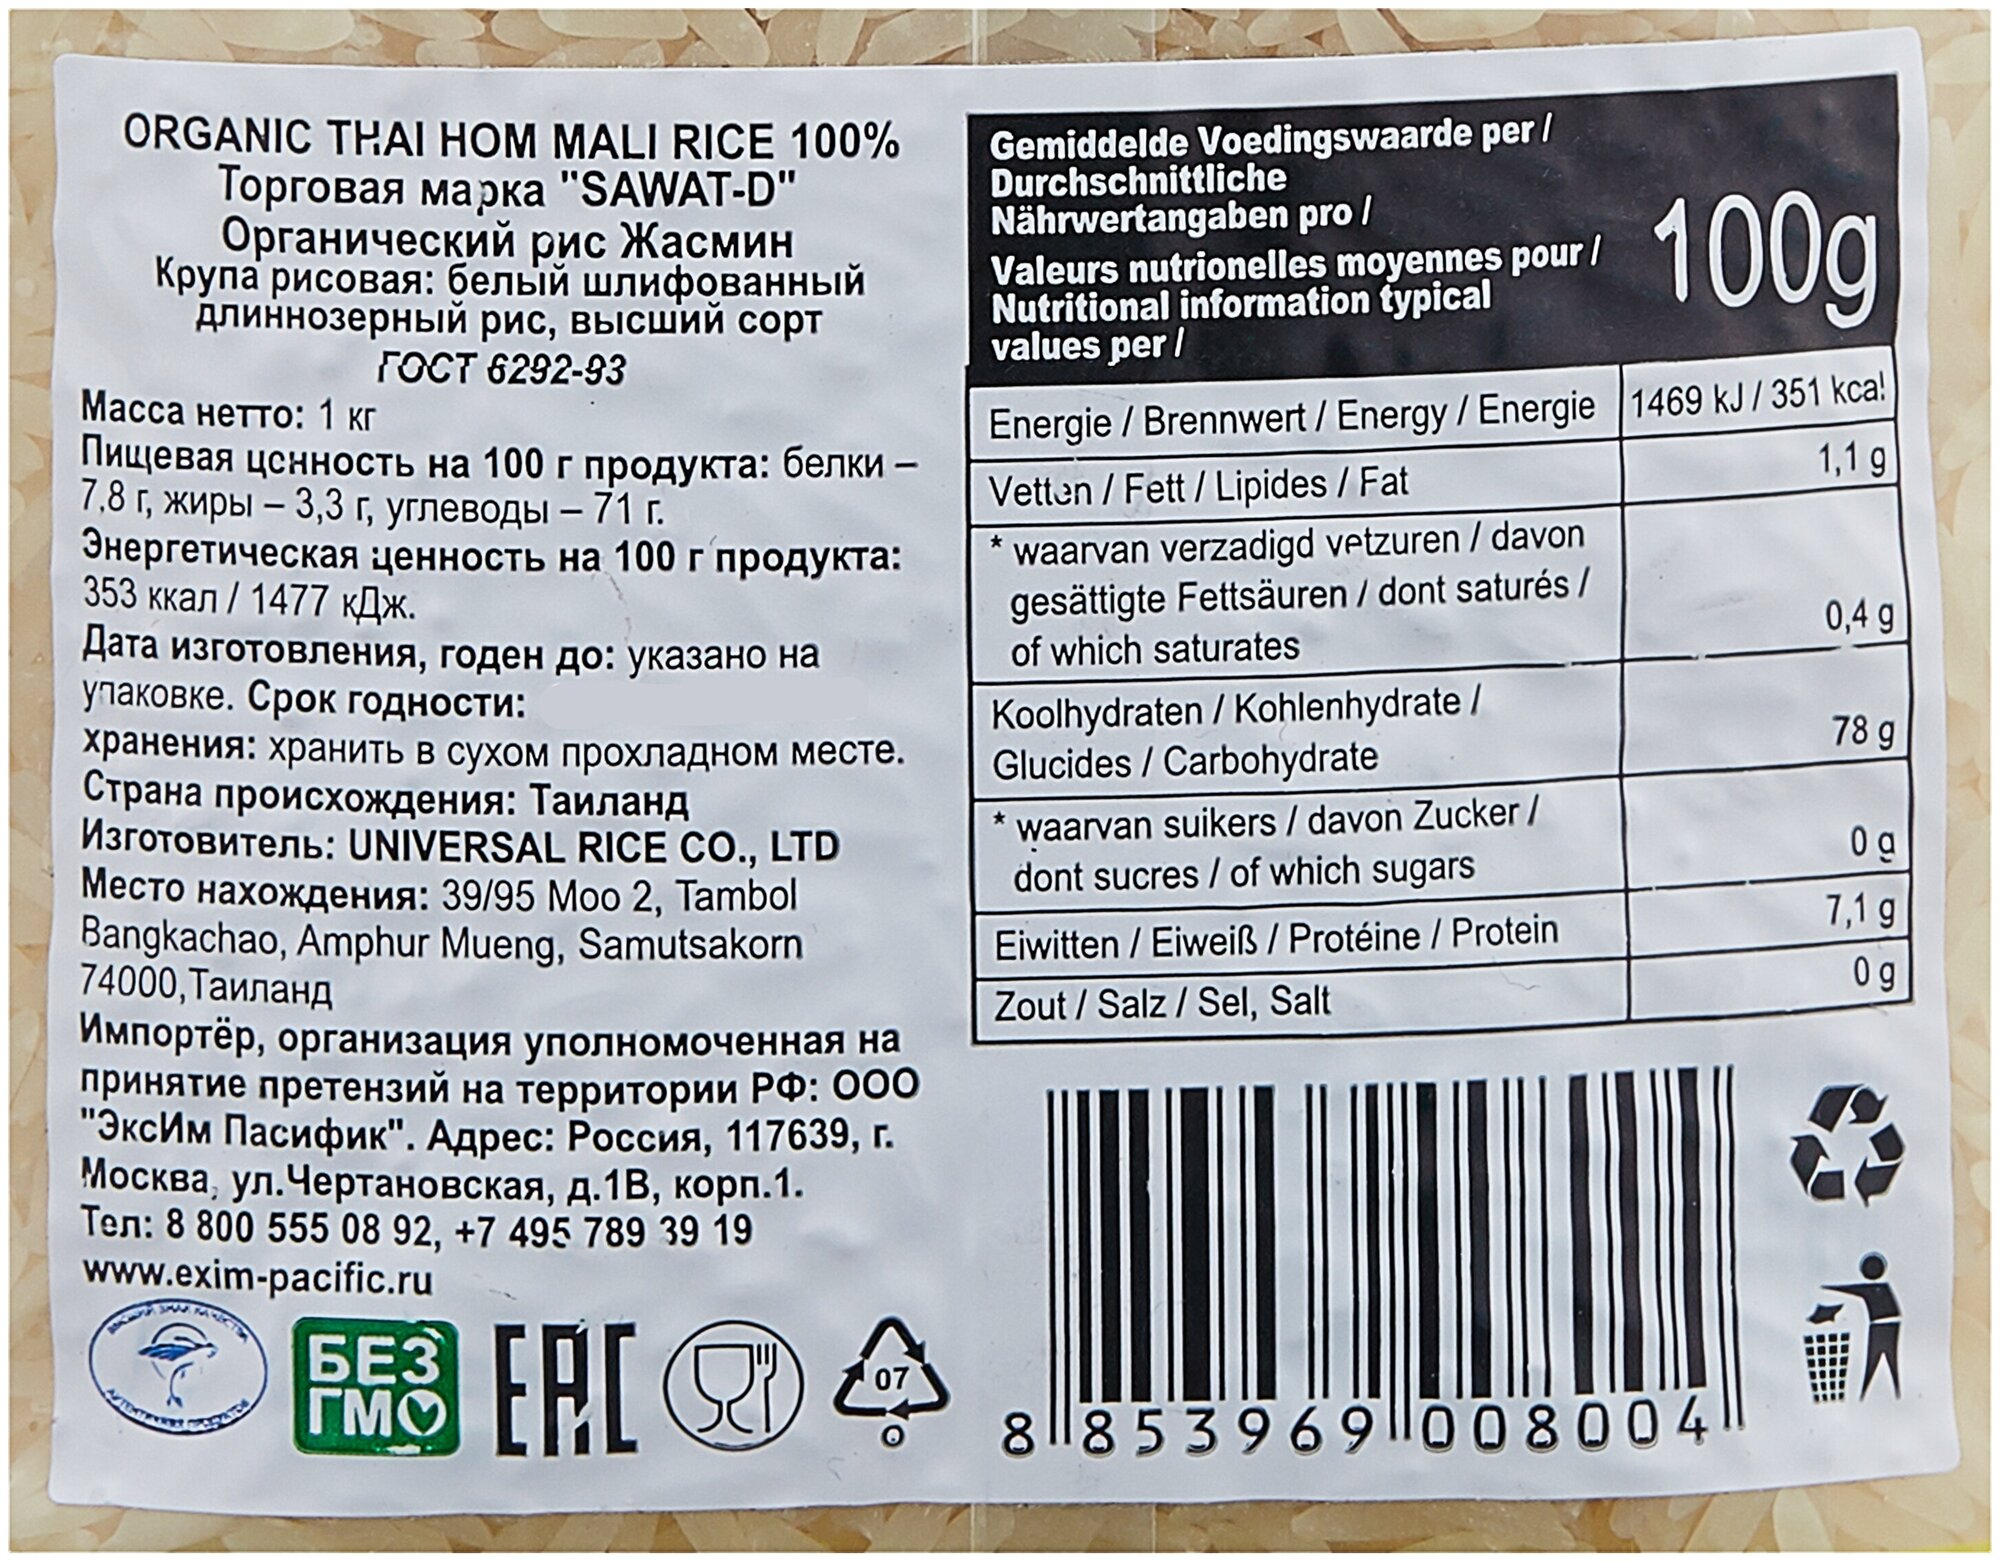 ORGANIC THAI HOM MALI RICE 100%
Торговая марка "SAWAT-D"
Органический рис Жасмин
Крупа рисовая: белый шлифованный
длиннозерный рис, высший сорт
ГОСТ 6292-93
Масса нетто: 1 кг
Пищевая ценность на 100 г продукта: белки –
7,8 г, жиры – 3,3 г, углеводы – 71 г.
Энергетическая ценность на 100 г продукта:
353 ккал / 1477 кДж.
Дата изготовления, годен до: указано на
упаковке. Срок годности:
хранения: хранить в сухом прохладном месте.
Страна происхождения: Таиланд
Изготовитель: UNIVERSAL RICE CO., LTD
Место нахождения: 39/95 Moo 2, Tambol
Bangkachao, Amphur Mueng, Samutsakorn
74000, Таиланд
Импортёр, организация уполномоченная на
принятие претензий на территории РФ: ООО
"ЭксИм Пасифик". Адрес: Россия, 117639, г.
Москва, ул.Чертановская, д.1В, корп.1.
Тел: 8 800 555 08 92, +7 495 789 39 19
www.exim-pacific.ru
ВЫСШИЙ ЗНАК КАЧЕСТВА
БЕЗ
ГМО
EAC
07
Gemiddelde Voedingswaarde per /
Durchschnittliche
Nährwertangaben pro /
Valeurs nutrionelles moyennes pour /
Nutritional information typical
values per /
100g
Energie / Brennwert / Energy / Energie 1469 kJ / 351 kcal
Vetten / Fett / Lipides / Fat 1,1 g
* waarvan verzadigd vetzuren / davon
gesättigte Fettsäuren / dont saturés /
of which saturates 0,4 g
Koolhydraten / Kohlenhydrate /
Glucides / Carbohydrate 78 g
* waarvan suikers / davon Zucker /
dont sucres / of which sugars 0 g
Eiwitten / Eiweiß / Protéine / Protein 7,1 g
Zout / Salz / Sel, Salt 0 g
8 853969 008004